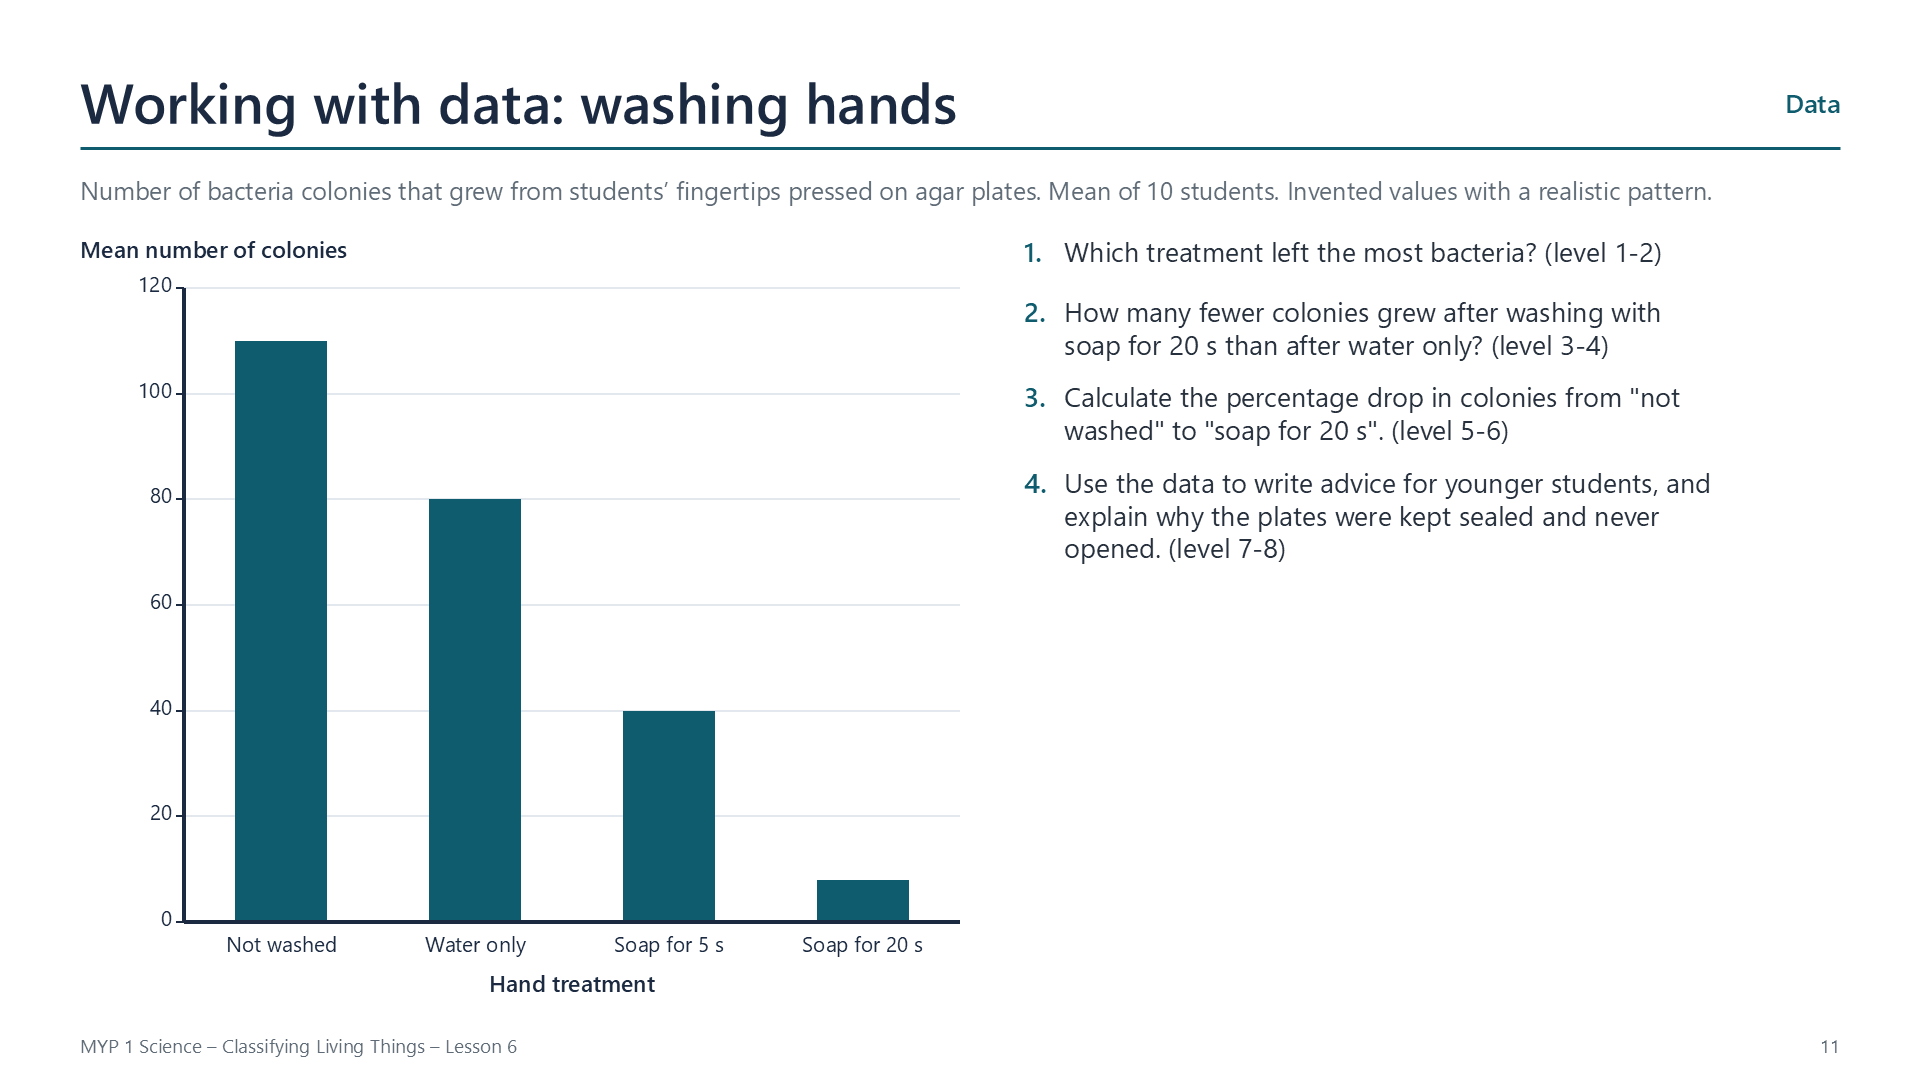 Working with data: washing hands
Data
Number of bacteria colonies that grew from students’ fingertips pressed on agar plates. Mean of 10 students. Invented values with a realistic pattern.
Mean number of colonies
120
100
80
60
40
20
0
Not washed
Water only
Soap for 5 s
Soap for 20 s
Hand treatment
1. Which treatment left the most bacteria? (level 1-2)
2. How many fewer colonies grew after washing with
soap for 20 s than after water only? (level 3-4)
3. Calculate the percentage drop in colonies from "not
washed" to "soap for 20 s". (level 5-6)
4. Use the data to write advice for younger students, and
explain why the plates were kept sealed and never
opened. (level 7-8)
MYP 1 Science – Classifying Living Things – Lesson 6
11